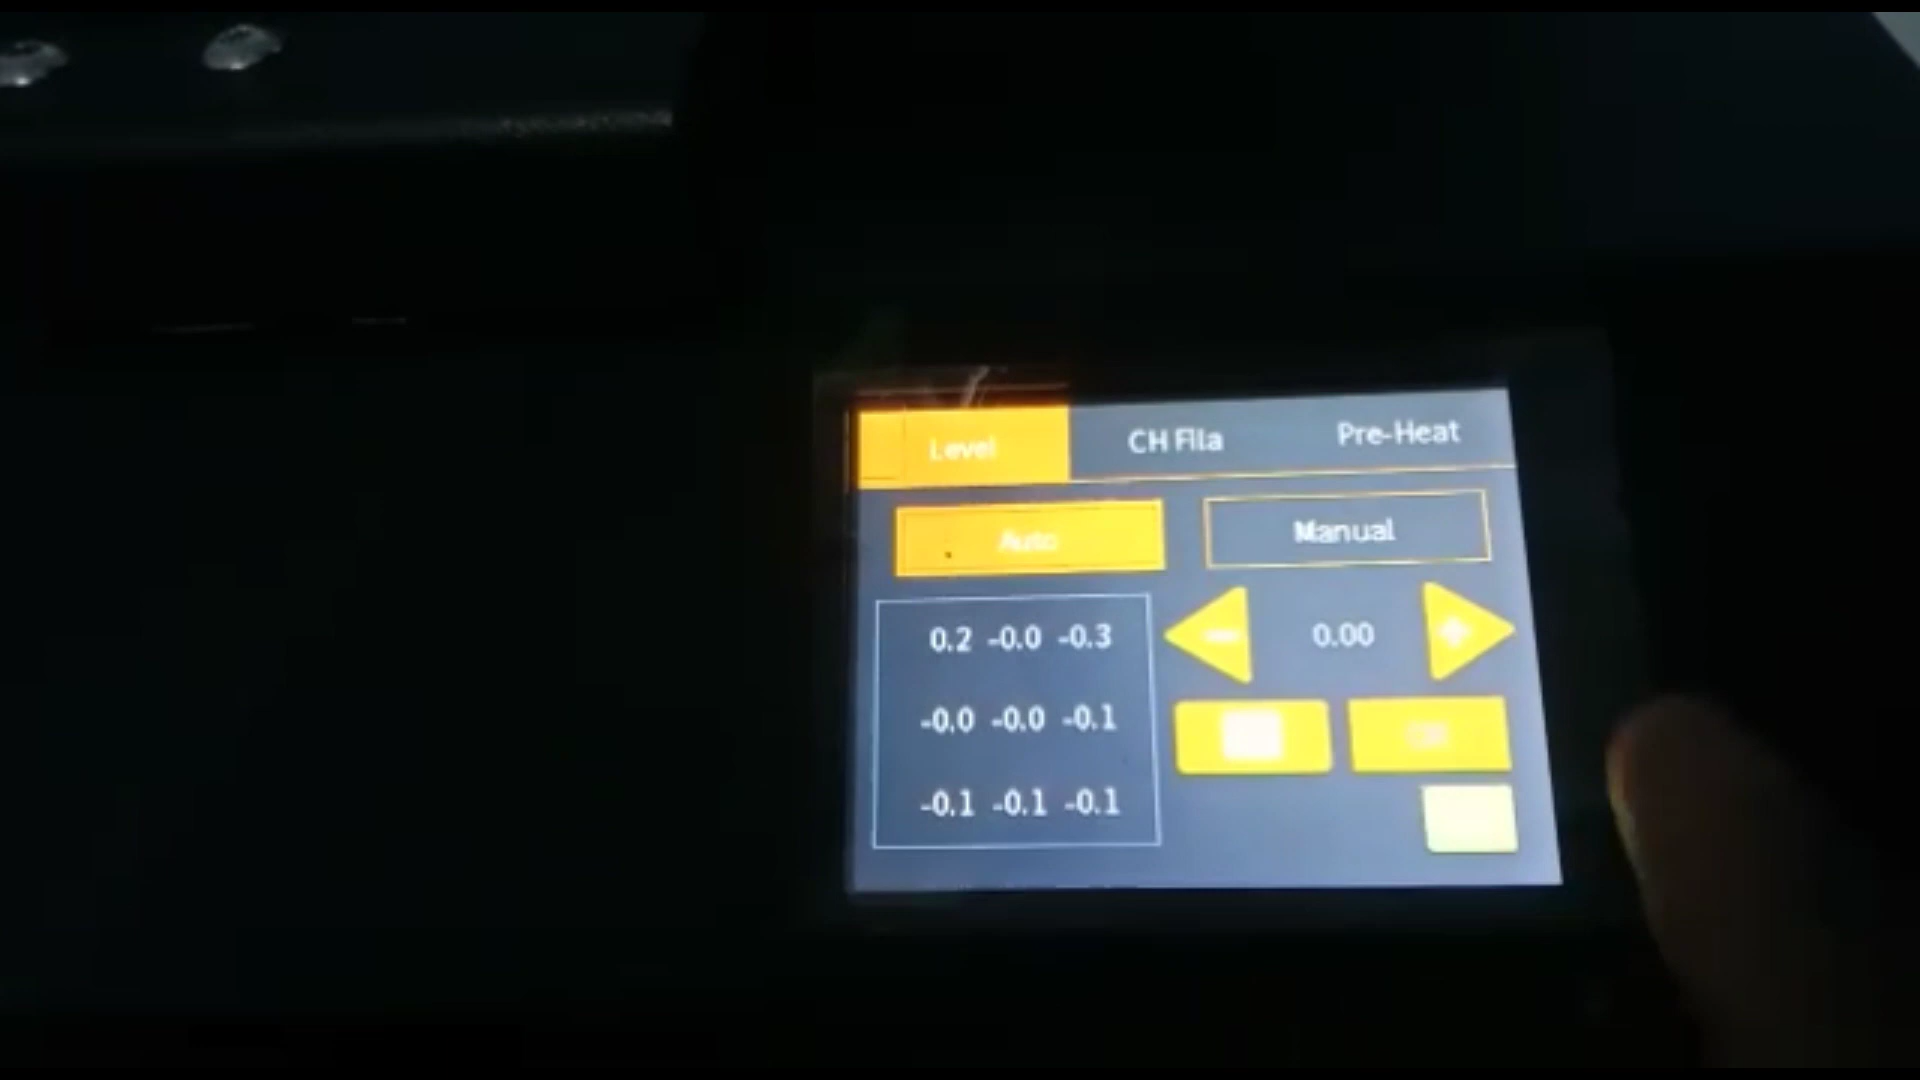 Level CH Fila Pre-Heat
Auto Manual
0.2 -0.0 -0.3 − 0.00 +
-0.0 -0.0 -0.1
-0.1 -0.1 -0.1